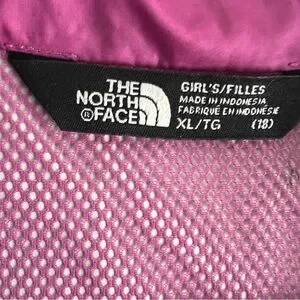 THE
NORTH
FACE
®
GIRL'S/FILLES
MADE IN INDONESIA
FABRIQUÉ EN INDONÉSIE
XL/TG (18)